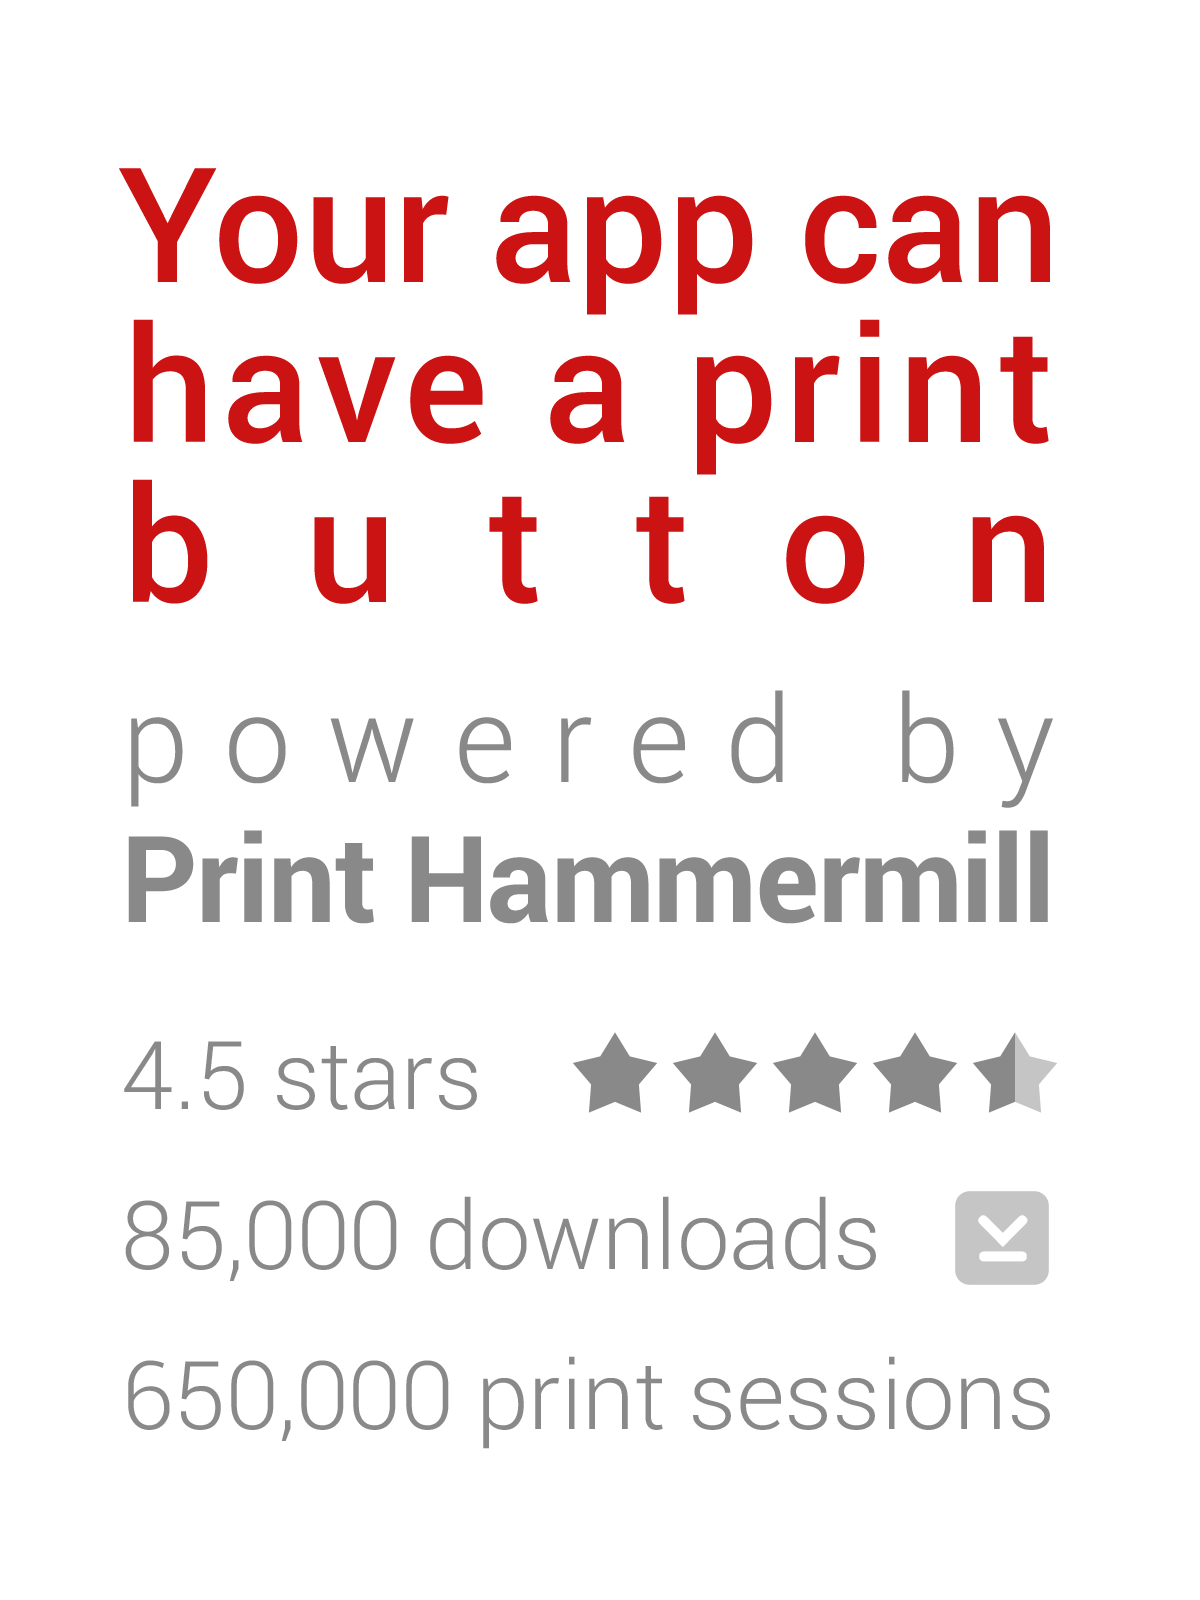 Your app can
have a print
button
powered by
Print Hammermill
4.5 stars
85,000 downloads
650,000 print sessions